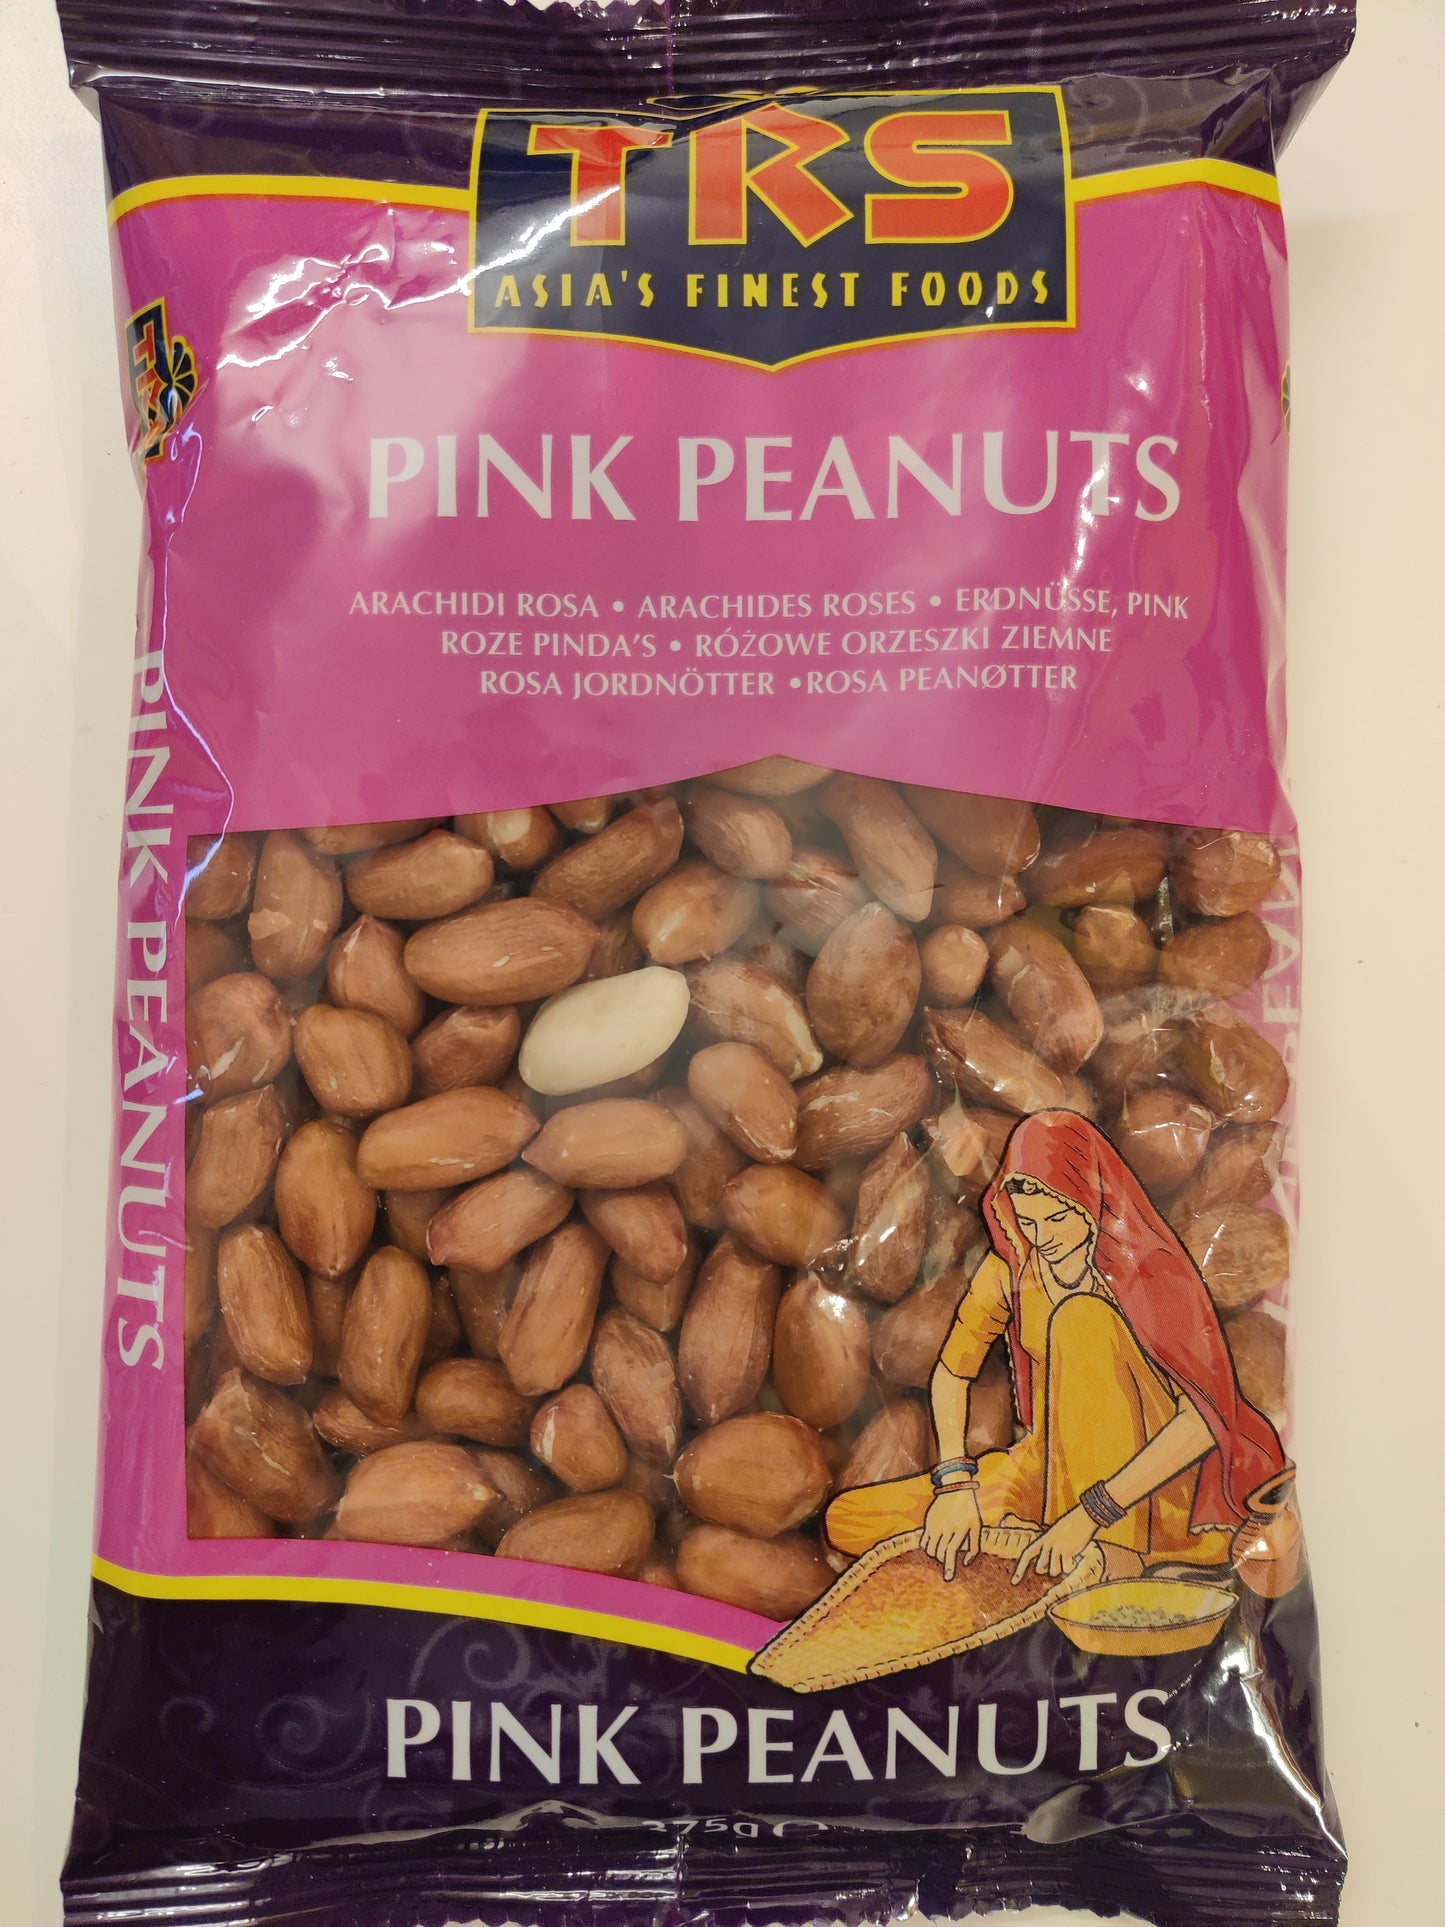 TRS
ASIA'S FINEST FOODS
PINK PEANUTS
ARACHIDI ROSA • ARACHIDES ROSES • ERDNÜSSE, PINK
ROZE PINDA'S • RÓŻOWE ORZESZKI ZIEMNE
ROSA JORDNÖTTER • ROSA PEANØTTER
PINK PEANUTS
PINK PEANUTS
375g